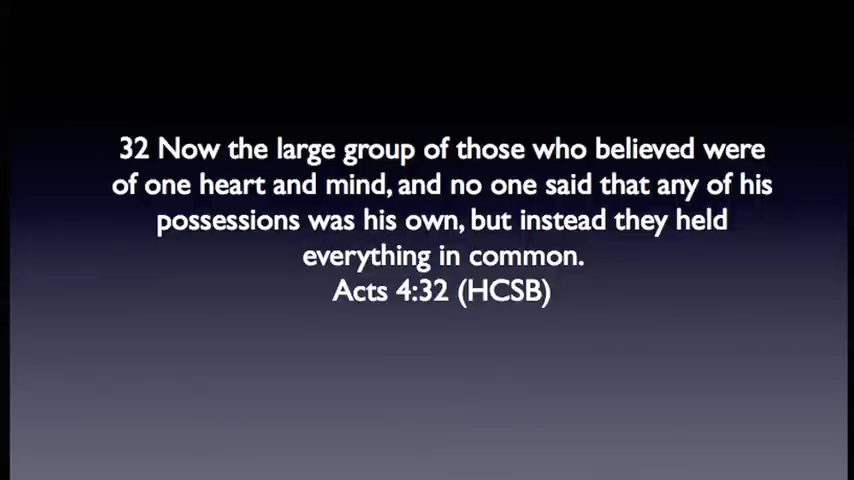 32 Now the large group of those who believed were
of one heart and mind, and no one said that any of his
possessions was his own, but instead they held
everything in common.
Acts 4:32 (HCSB)